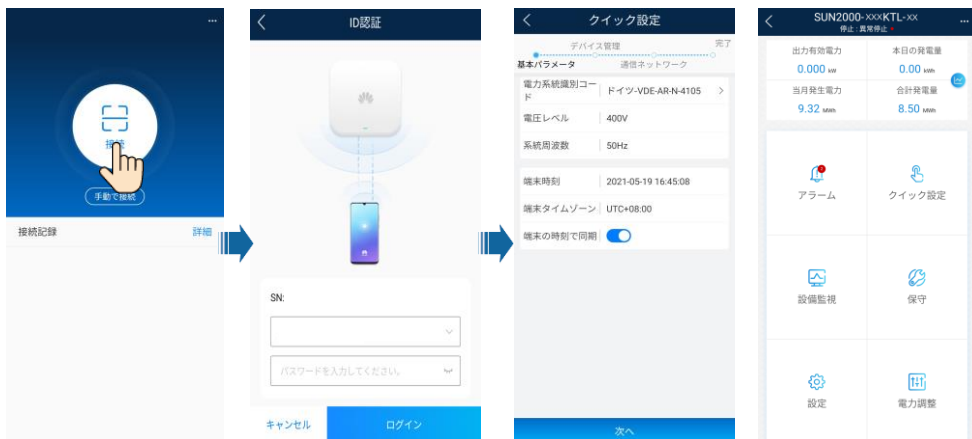 接続
手動で接続
接続記録
詳細
ID認証
SN:
パスワードを入力してください。
キャンセル
ログイン
クイック設定
デバイス管理
完了
基本パラメータ
通信ネットワーク
電力系統識別コード
ドイツ-VDE-AR-N-4105
電圧レベル
400V
系統周波数
50Hz
端末時刻
2021-05-19 16:45:08
端末タイムゾーン
UTC+08:00
端末の時刻で同期
次へ
SUN2000-×××KTL-××
停止 : 異常停止
出力有効電力
本日の発電量
0.000 kW
0.00 kWh
当月発生電力
合計発電量
9.32 MWh
8.50 MWh
アラーム
クイック設定
設備監視
保守
設定
電力調整